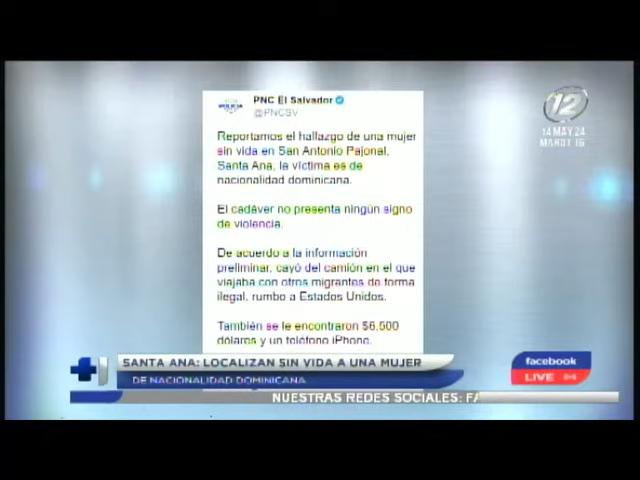 PNC El Salvador
@PNCSV
12
14 MAY 24
Reportamos el hallazgo de una mujer
sin vida en San Antonio Pajonal,
Santa Ana, la víctima es de
nacionalidad dominicana.
El cadáver no presenta ningún signo
de violencia.
De acuerdo a la información
preliminar, cayó del camión en el que
viajaba con otros migrantes de forma
ilegal, rumbo a Estados Unidos.
También se le encontraron $6,500
dólares y un teléfono iPhone.
SANTA ANA: LOCALIZAN SIN VIDA A UNA MUJER
DE NACIONALIDAD DOMINICANA
facebook
LIVE
NUESTRAS REDES SOCIALES: FA